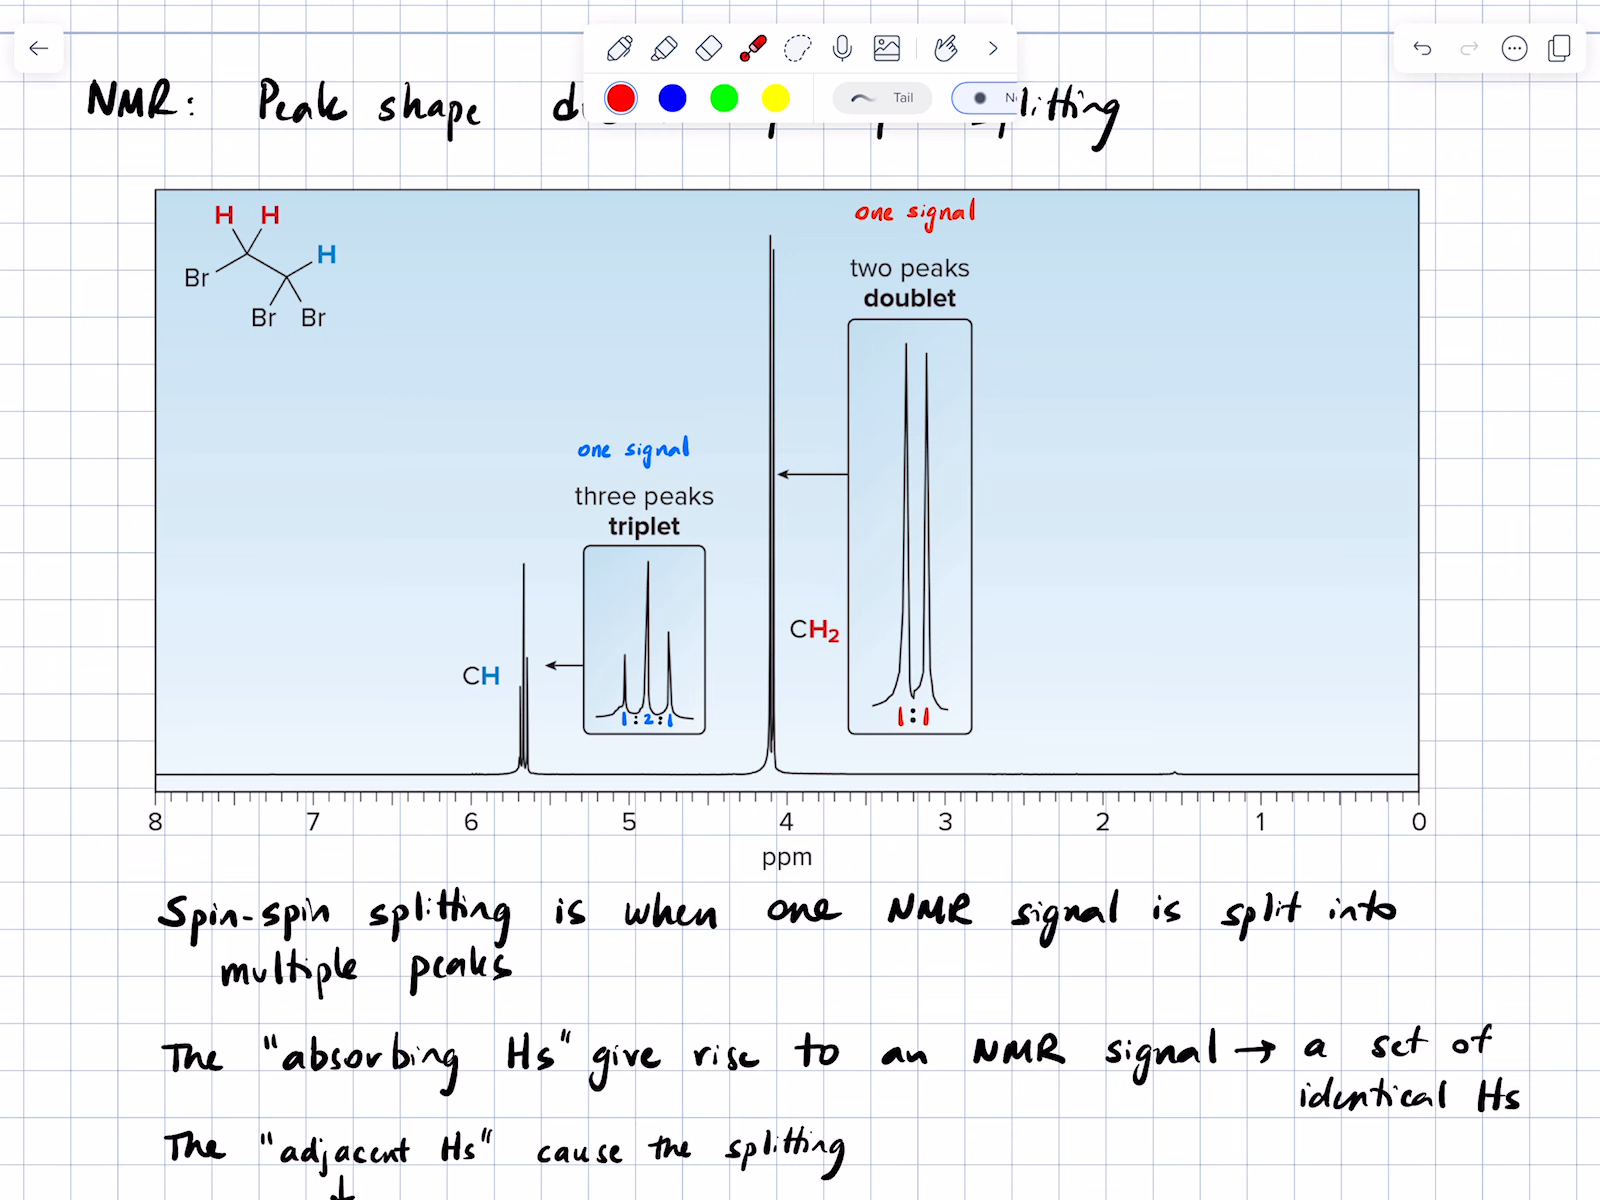 Tail
NMR: Peak shape litting
one signal
two peaks
doublet
H H
H
Br
Br Br
one signal
three peaks
triplet
CH
1:2:1
CH2
1:1
8 7 6 5 4 3 2 1 0
ppm
Spin-spin splitting is when one NMR signal is split into
multiple peaks
The "absorbing Hs" give rise to an NMR signal → a set of
identical Hs
The "adjacent Hs" cause the splitting
↓